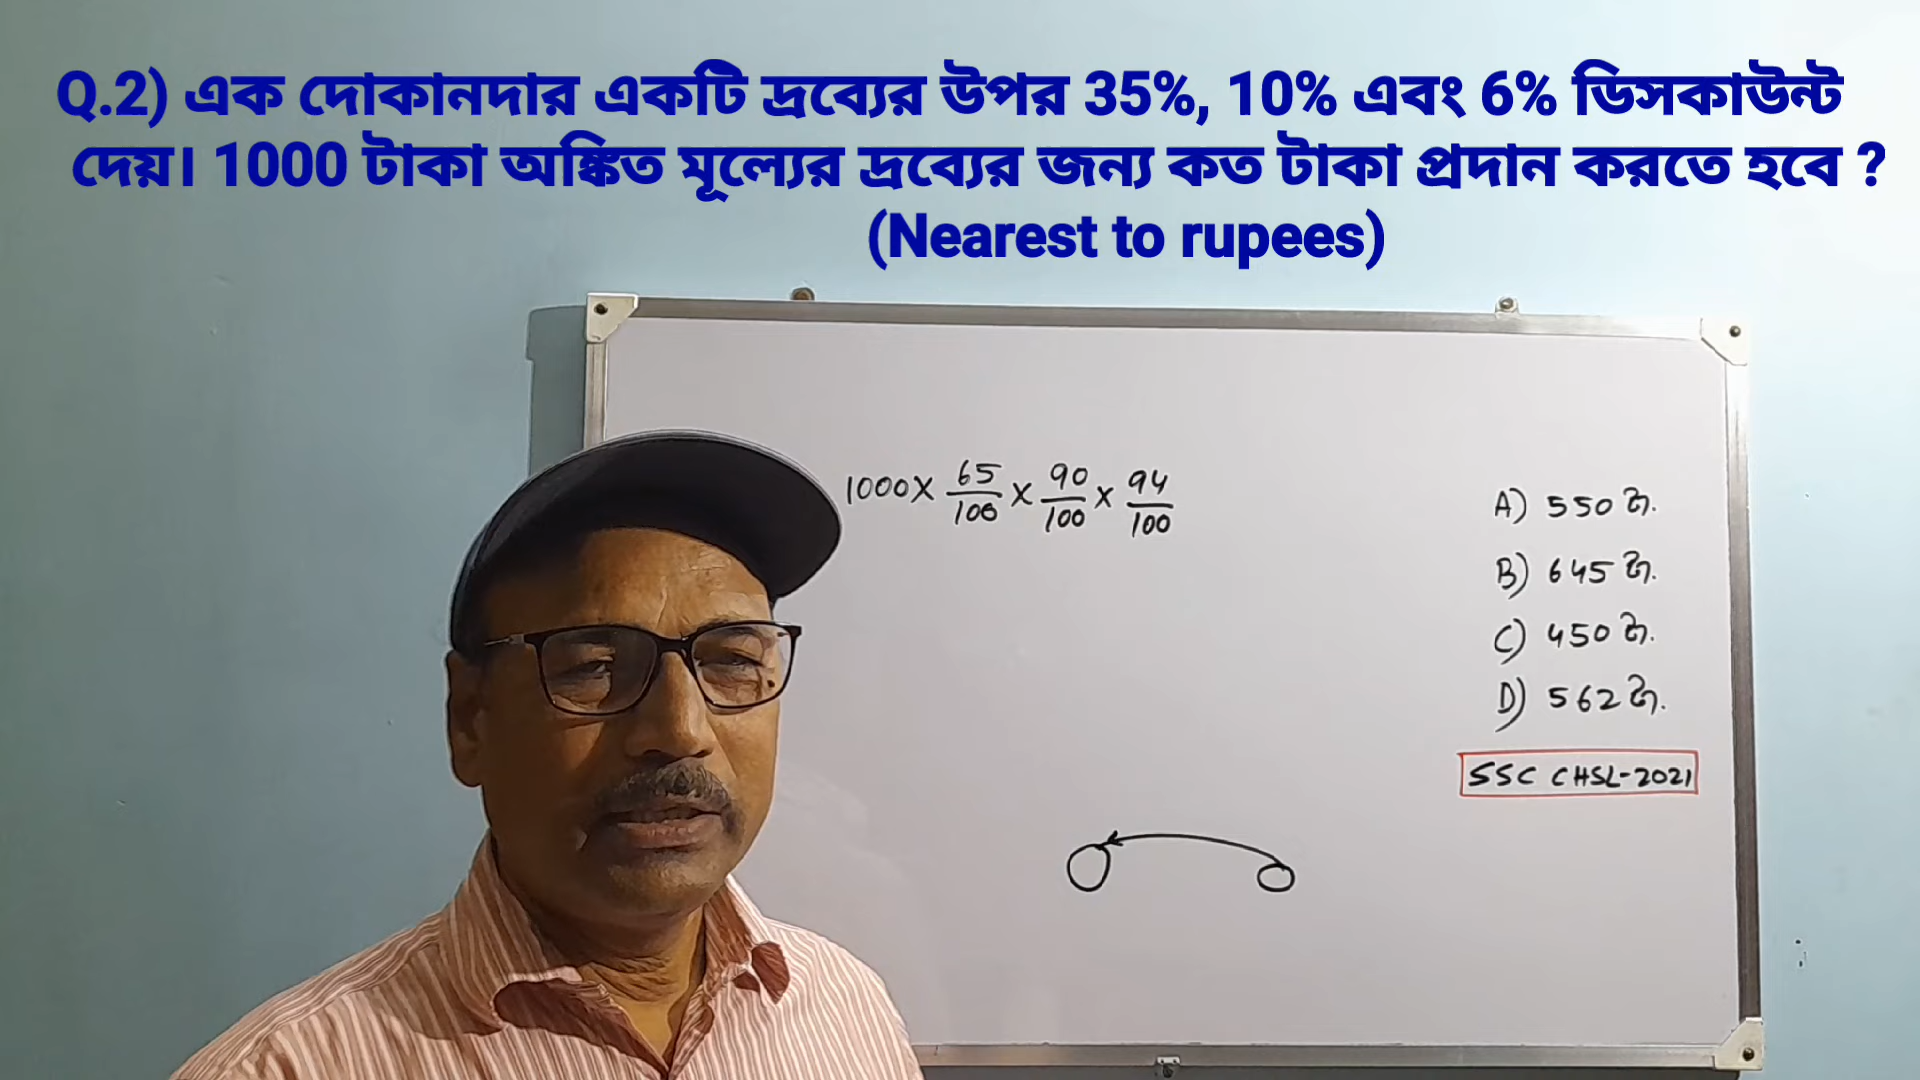 Q.2) এক দোকানদার একটি দ্রব্যের উপর 35%, 10% এবং 6% ডিসকাউন্ট
দেয়। 1000 টাকা অঙ্কিত মূল্যের দ্রব্যের জন্য কত টাকা প্রদান করতে হবে ?
(Nearest to rupees)
1000 × 65/100 × 90/100 × 94/100
A) 550 টা.
B) 645 টা.
C) 450 টা.
D) 562 টা.
SSC CHSL-2021